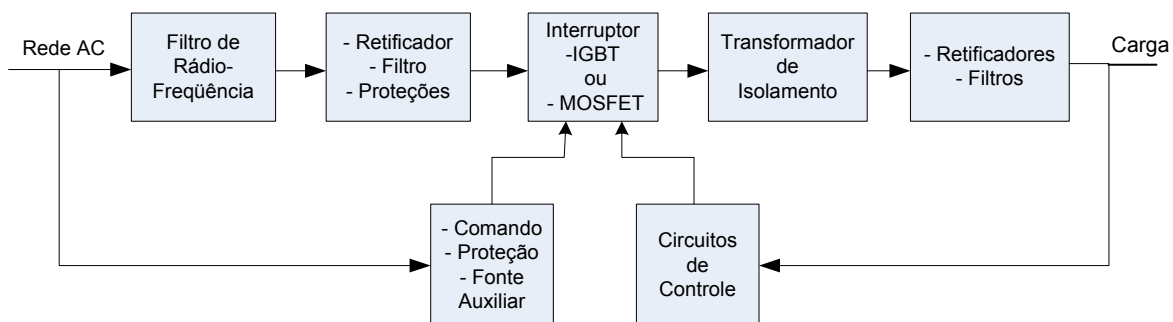 Rede AC
Filtro de
Rádio-
Freqüência
- Retificador
- Filtro
- Proteções
Interruptor
-IGBT
ou
- MOSFET
Transformador
de
Isolamento
- Retificadores
- Filtros
Carga
- Comando
- Proteção
- Fonte
Auxiliar
Circuitos
de
Controle